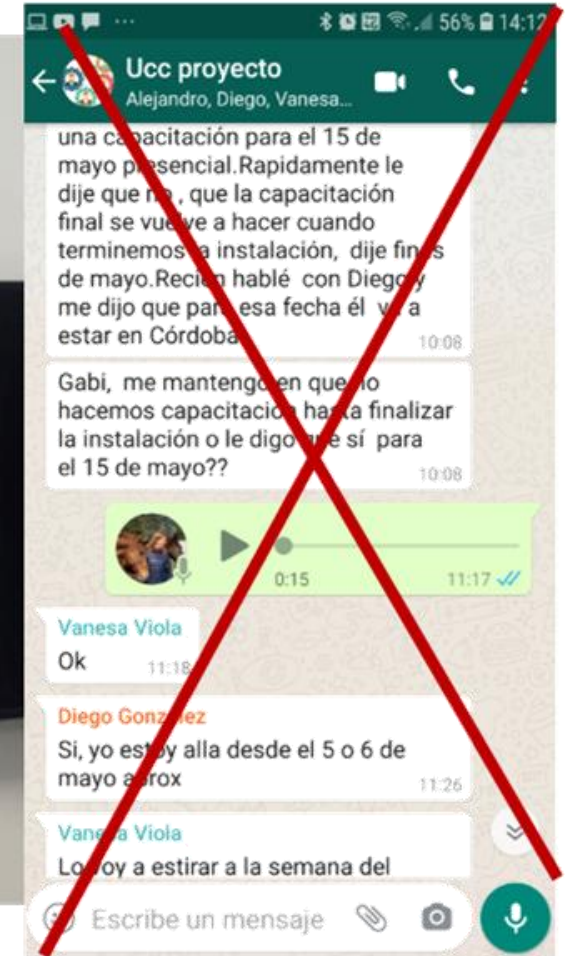 56% 14:12
Ucc proyecto
Alejandro, Diego, Vanesa...
una capacitación para el 15 de
mayo presencial.Rapidamente le
dije que no , que la capacitación
final se vuelve a hacer cuando
terminemos la instalación, dije fines
de mayo.Recien hablé con Diego y
me dijo que para esa fecha él va a
estar en Córdoba
10:08
Gabi, me mantengo en que no
hacemos capacitación hasta finalizar
la instalación o le digo que sí para
el 15 de mayo??
10:08
0:15 11:17
Vanesa Viola
Ok 11:18
Diego Gonzalez
Si, yo estoy alla desde el 5 o 6 de
mayo aprox
11:26
Vanesa Viola
Lo voy a estirar a la semana del
Escribe un mensaje